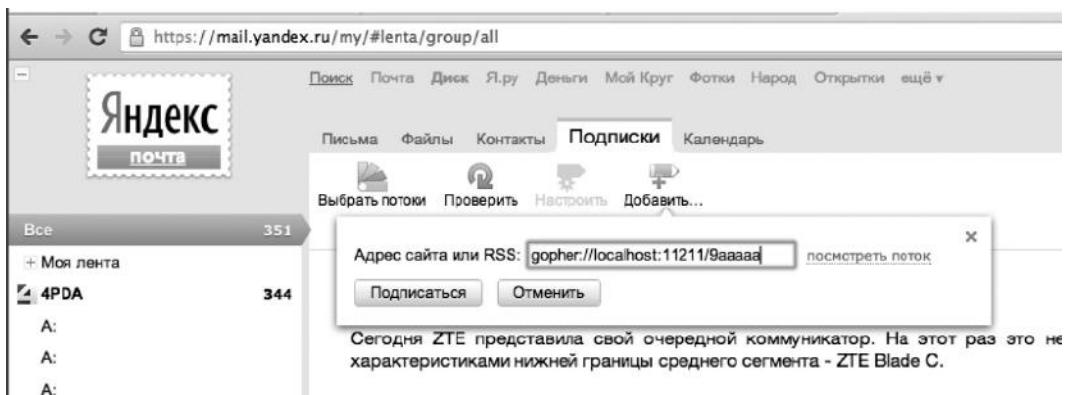 https://mail.yandex.ru/my/#lenta/group/all
Поиск Почта Диск Я.ру Деньги Мой Круг Фотки Народ Открытки ещё
Яндекс
почта
Письма Файлы Контакты Подписки Календарь
Выбрать потоки Проверить Настроить Добавить...
Все 351
Моя лента
4PDA 344
А:
А:
А:
Адрес сайта или RSS: gopher://localhost:11211/9aaaaa посмотреть поток
Подписаться Отменить
Сегодня ZTE представила свой очередной коммуникатор. На этот раз это не
характеристиками нижней границы среднего сегмента - ZTE Blade C.